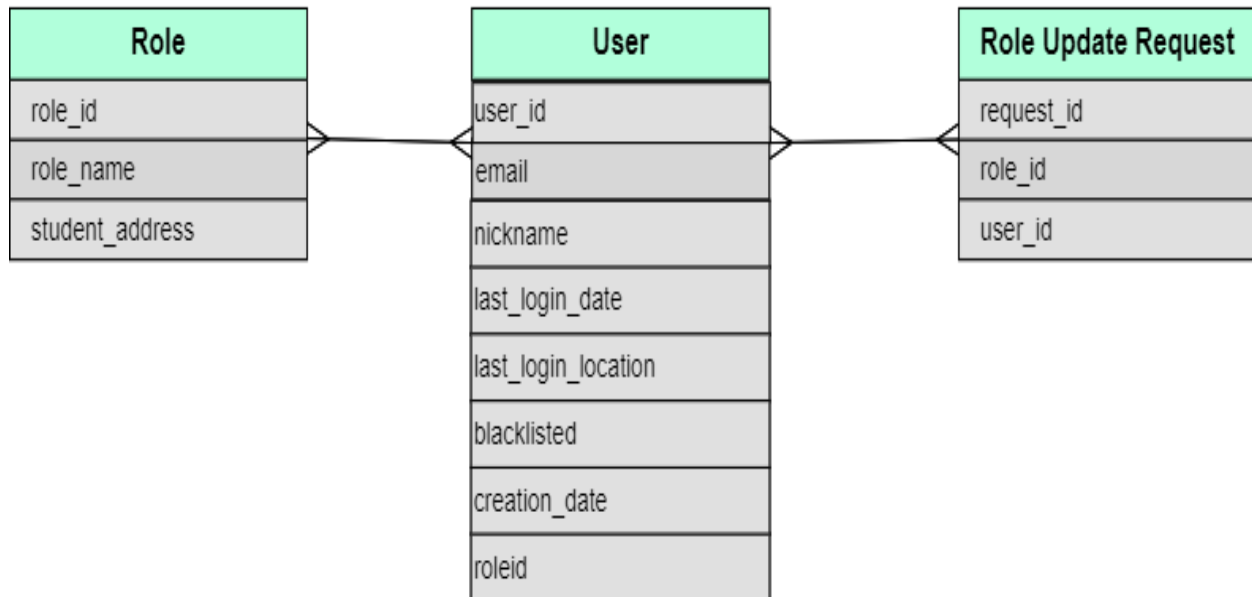 Role
role_id
role_name
student_address
User
user_id
email
nickname
last_login_date
last_login_location
blacklisted
creation_date
roleid
Role Update Request
request_id
role_id
user_id